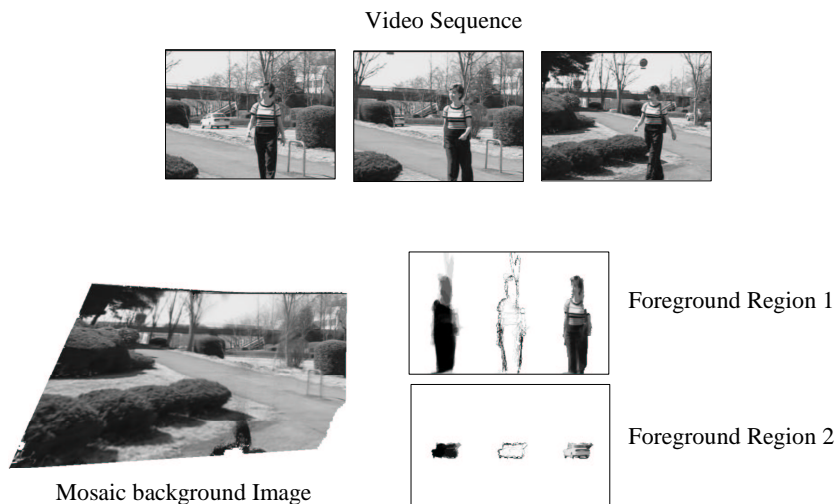 Video Sequence
Foreground Region 1
Foreground Region 2
Mosaic background Image